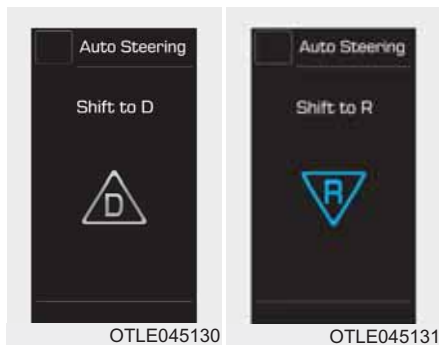 Auto Steering
Shift to D
D
OTLE045130
Auto Steering
Shift to R
R
OTLE045131